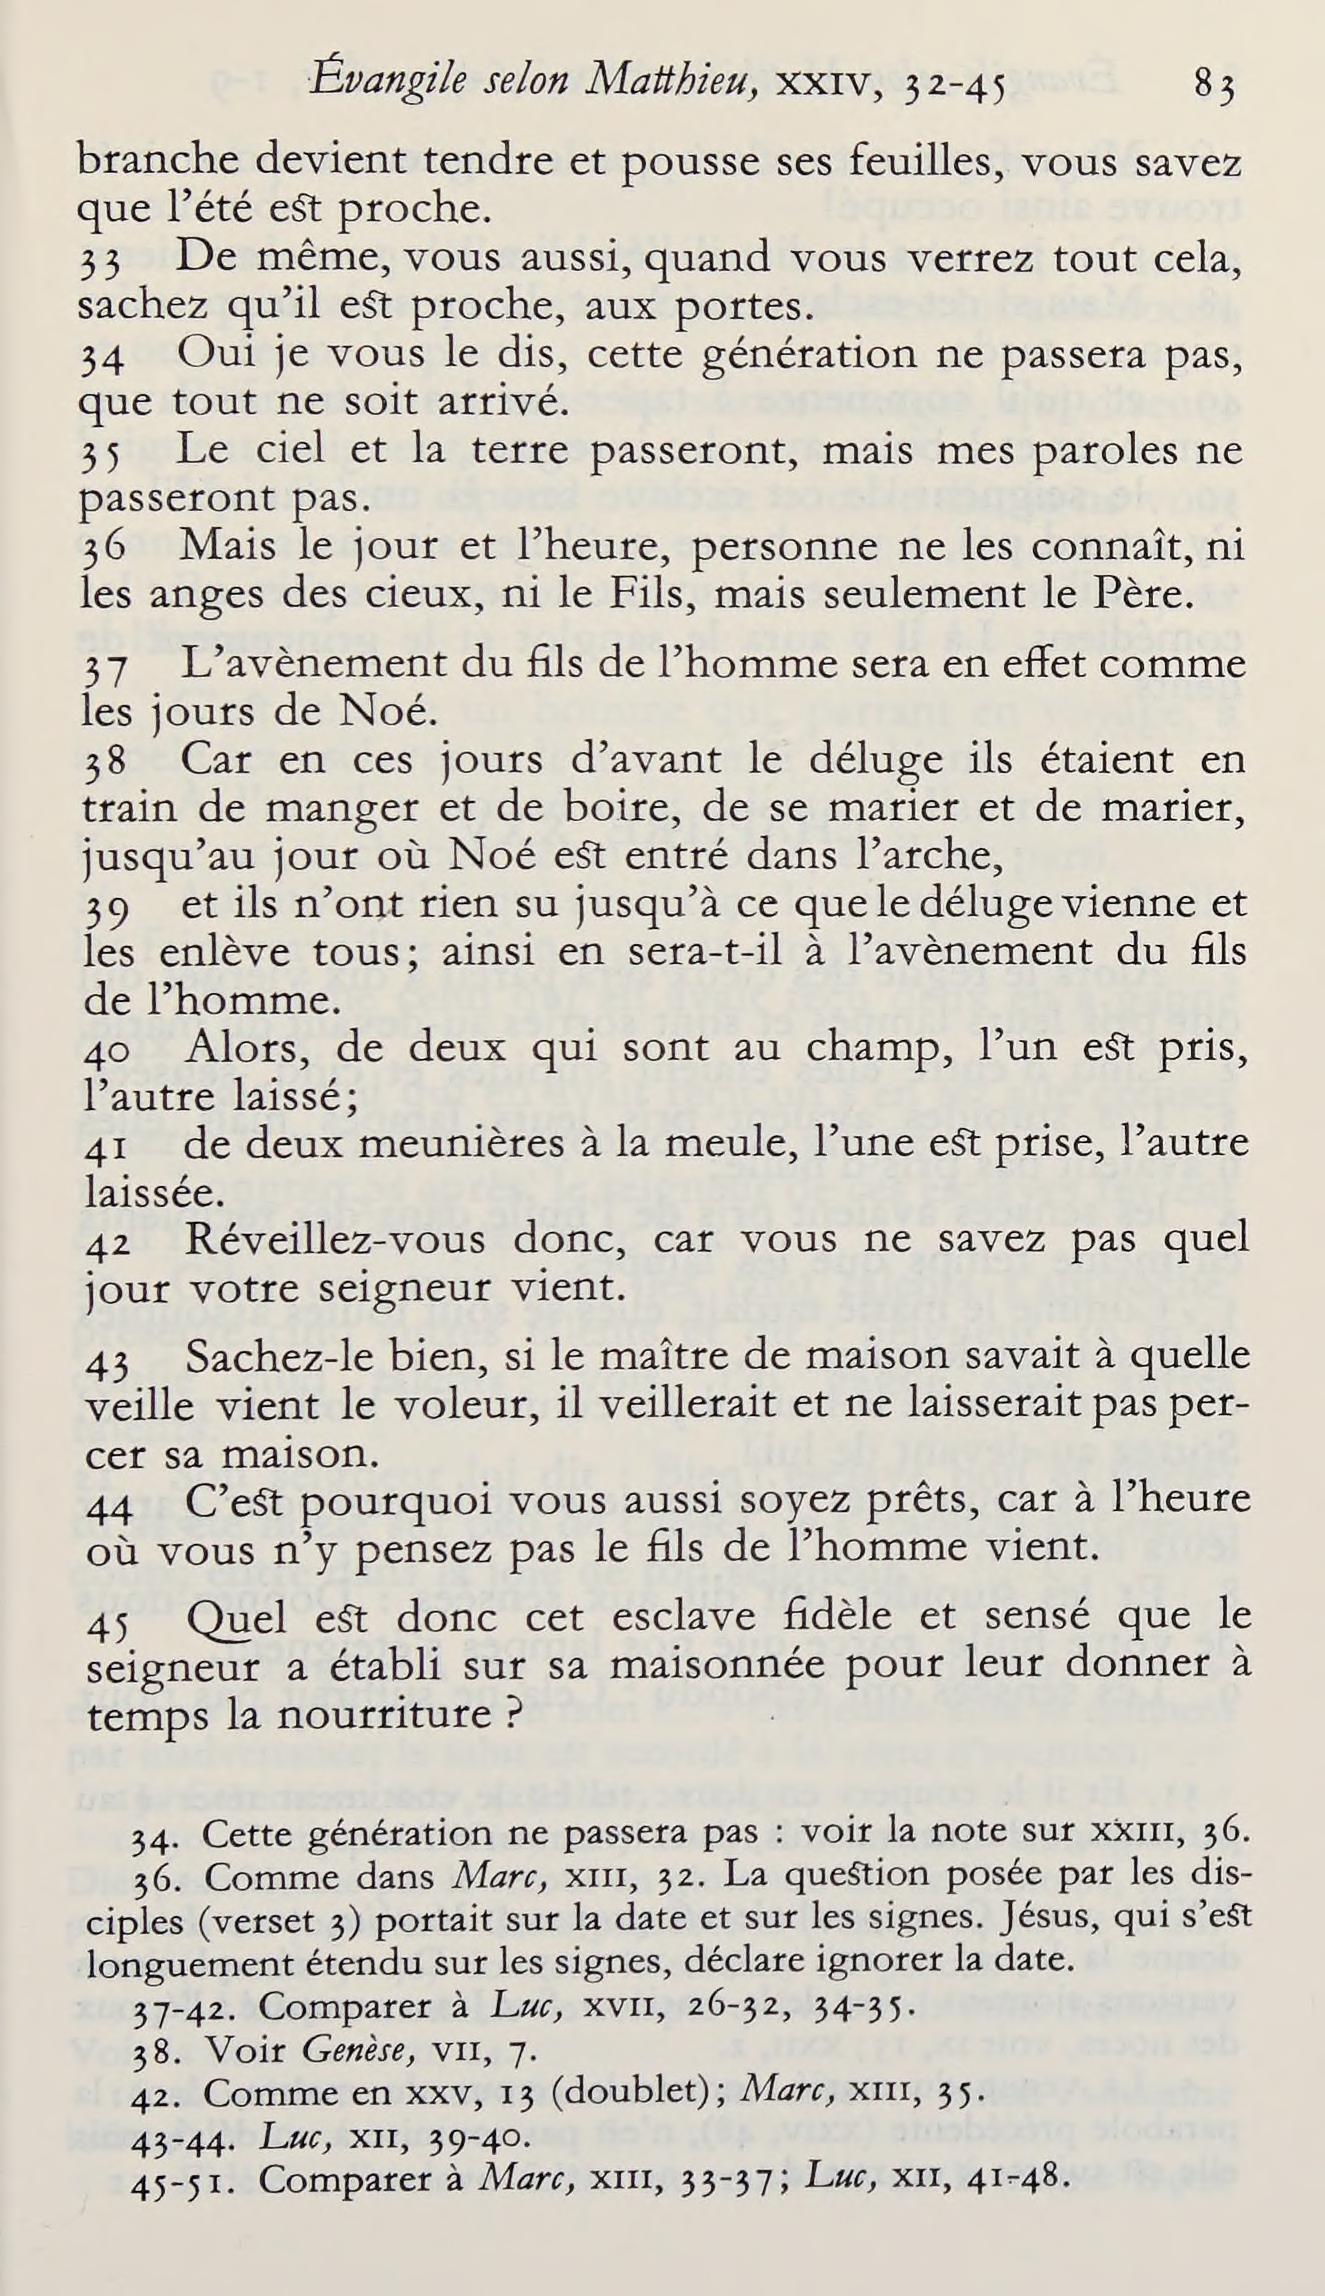 Évangile selon Matthieu, XXIV, 32-45 83
branche devient tendre et pousse ses feuilles, vous savez
que l'été est proche.
33 De même, vous aussi, quand vous verrez tout cela,
sachez qu'il est proche, aux portes.
34 Oui je vous le dis, cette génération ne passera pas,
que tout ne soit arrivé.
35 Le ciel et la terre passeront, mais mes paroles ne
passeront pas.
36 Mais le jour et l'heure, personne ne les connaît, ni
les anges des cieux, ni le Fils, mais seulement le Père.
37 L'avènement du fils de l'homme sera en effet comme
les jours de Noé.
38 Car en ces jours d'avant le déluge ils étaient en
train de manger et de boire, de se marier et de marier,
jusqu'au jour où Noé est entré dans l'arche,
39 et ils n'ont rien su jusqu'à ce que le déluge vienne et
les enlève tous; ainsi en sera-t-il à l'avènement du fils
de l'homme.
40 Alors, de deux qui sont au champ, l'un est pris,
l'autre laissé;
41 de deux meunières à la meule, l'une est prise, l'autre
laissée.
42 Réveillez-vous donc, car vous ne savez pas quel
jour votre seigneur vient.
43 Sachez-le bien, si le maître de maison savait à quelle
veille vient le voleur, il veillerait et ne laisserait pas per-
cer sa maison.
44 C'est pourquoi vous aussi soyez prêts, car à l'heure
où vous n'y pensez pas le fils de l'homme vient.
45 Quel est donc cet esclave fidèle et sensé que le
seigneur a établi sur sa maisonnée pour leur donner à
temps la nourriture ?
34. Cette génération ne passera pas : voir la note sur XXIII, 36.
36. Comme dans Marc, XIII, 32. La question posée par les dis-
ciples (verset 3) portait sur la date et sur les signes. Jésus, qui s'est
longuement étendu sur les signes, déclare ignorer la date.
37-42. Comparer à Luc, XVII, 26-32, 34-35.
38. Voir Genèse, VII, 7.
42. Comme en XXV, 13 (doublet); Marc, XIII, 35.
43-44. Luc, XII, 39-40.
45-51. Comparer à Marc, XIII, 33-37; Luc, XII, 41-48.